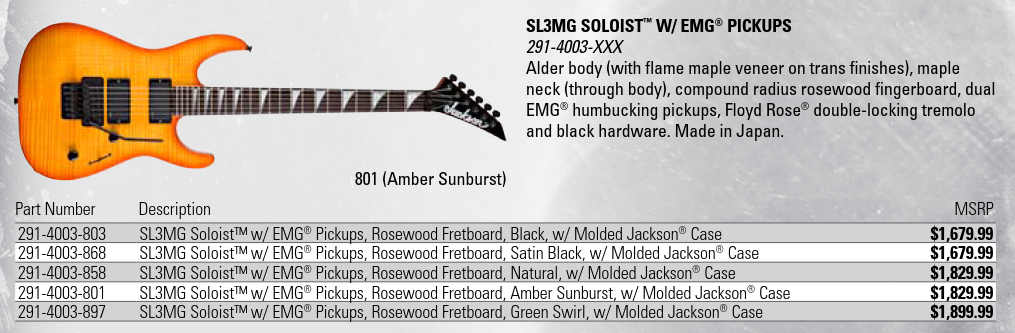 SL3MG SOLOIST™ W/ EMG® PICKUPS
291-4003-XXX
Alder body (with flame maple veneer on trans finishes), maple
neck (through body), compound radius rosewood fingerboard, dual
EMG® humbucking pickups, Floyd Rose® double-locking tremolo
and black hardware. Made in Japan.
Jackson
801 (Amber Sunburst)
Part Number Description MSRP
291-4003-803 SL3MG Soloist™ w/ EMG® Pickups, Rosewood Fretboard, Black, w/ Molded Jackson® Case $1,679.99
291-4003-868 SL3MG Soloist™ w/ EMG® Pickups, Rosewood Fretboard, Satin Black, w/ Molded Jackson® Case $1,679.99
291-4003-858 SL3MG Soloist™ w/ EMG® Pickups, Rosewood Fretboard, Natural, w/ Molded Jackson® Case $1,829.99
291-4003-801 SL3MG Soloist™ w/ EMG® Pickups, Rosewood Fretboard, Amber Sunburst, w/ Molded Jackson® Case $1,829.99
291-4003-897 SL3MG Soloist™ w/ EMG® Pickups, Rosewood Fretboard, Green Swirl, w/ Molded Jackson® Case $1,899.99